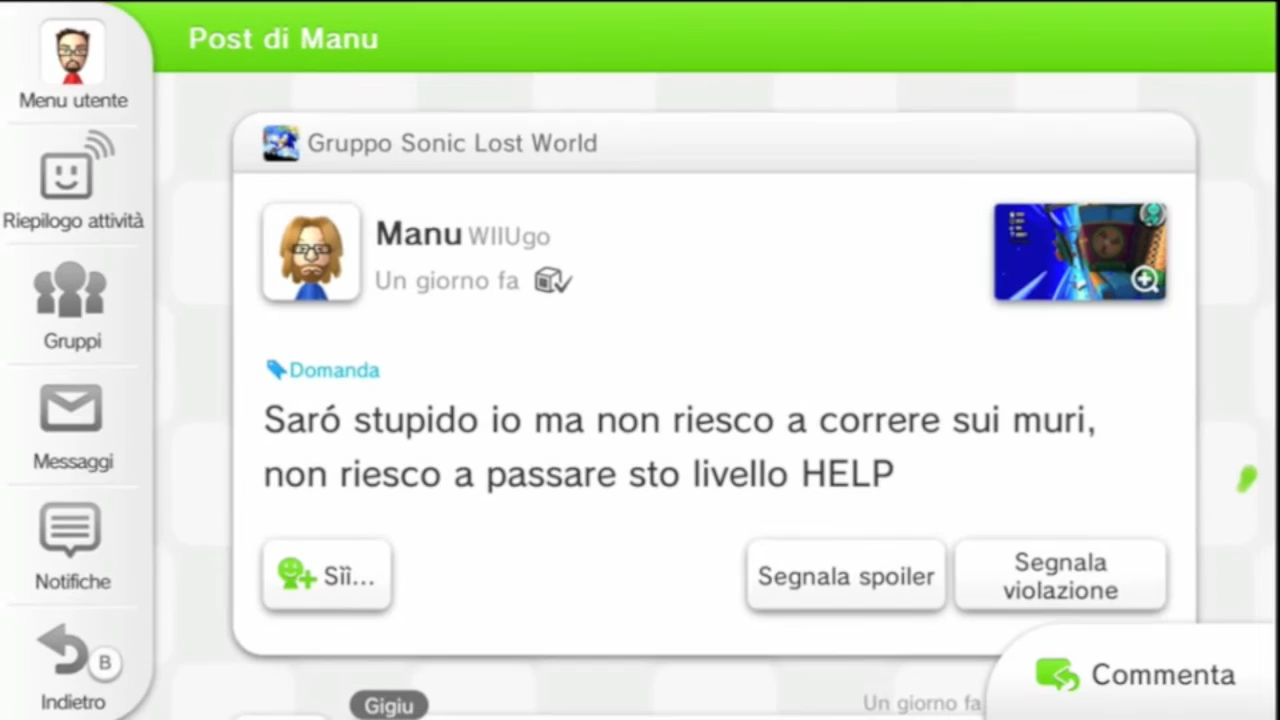 Post di Manu
Menu utente
Riepilogo attività
Gruppi
Messaggi
Notifiche
B
Indietro
Gruppo Sonic Lost World
Manu WIIUgo
Un giorno fa
Domanda
Saró stupido io ma non riesco a correre sui muri,
non riesco a passare sto livello HELP
Sìì...
Segnala spoiler
Segnala
violazione
Commenta
Gigiu
Un giorno fa